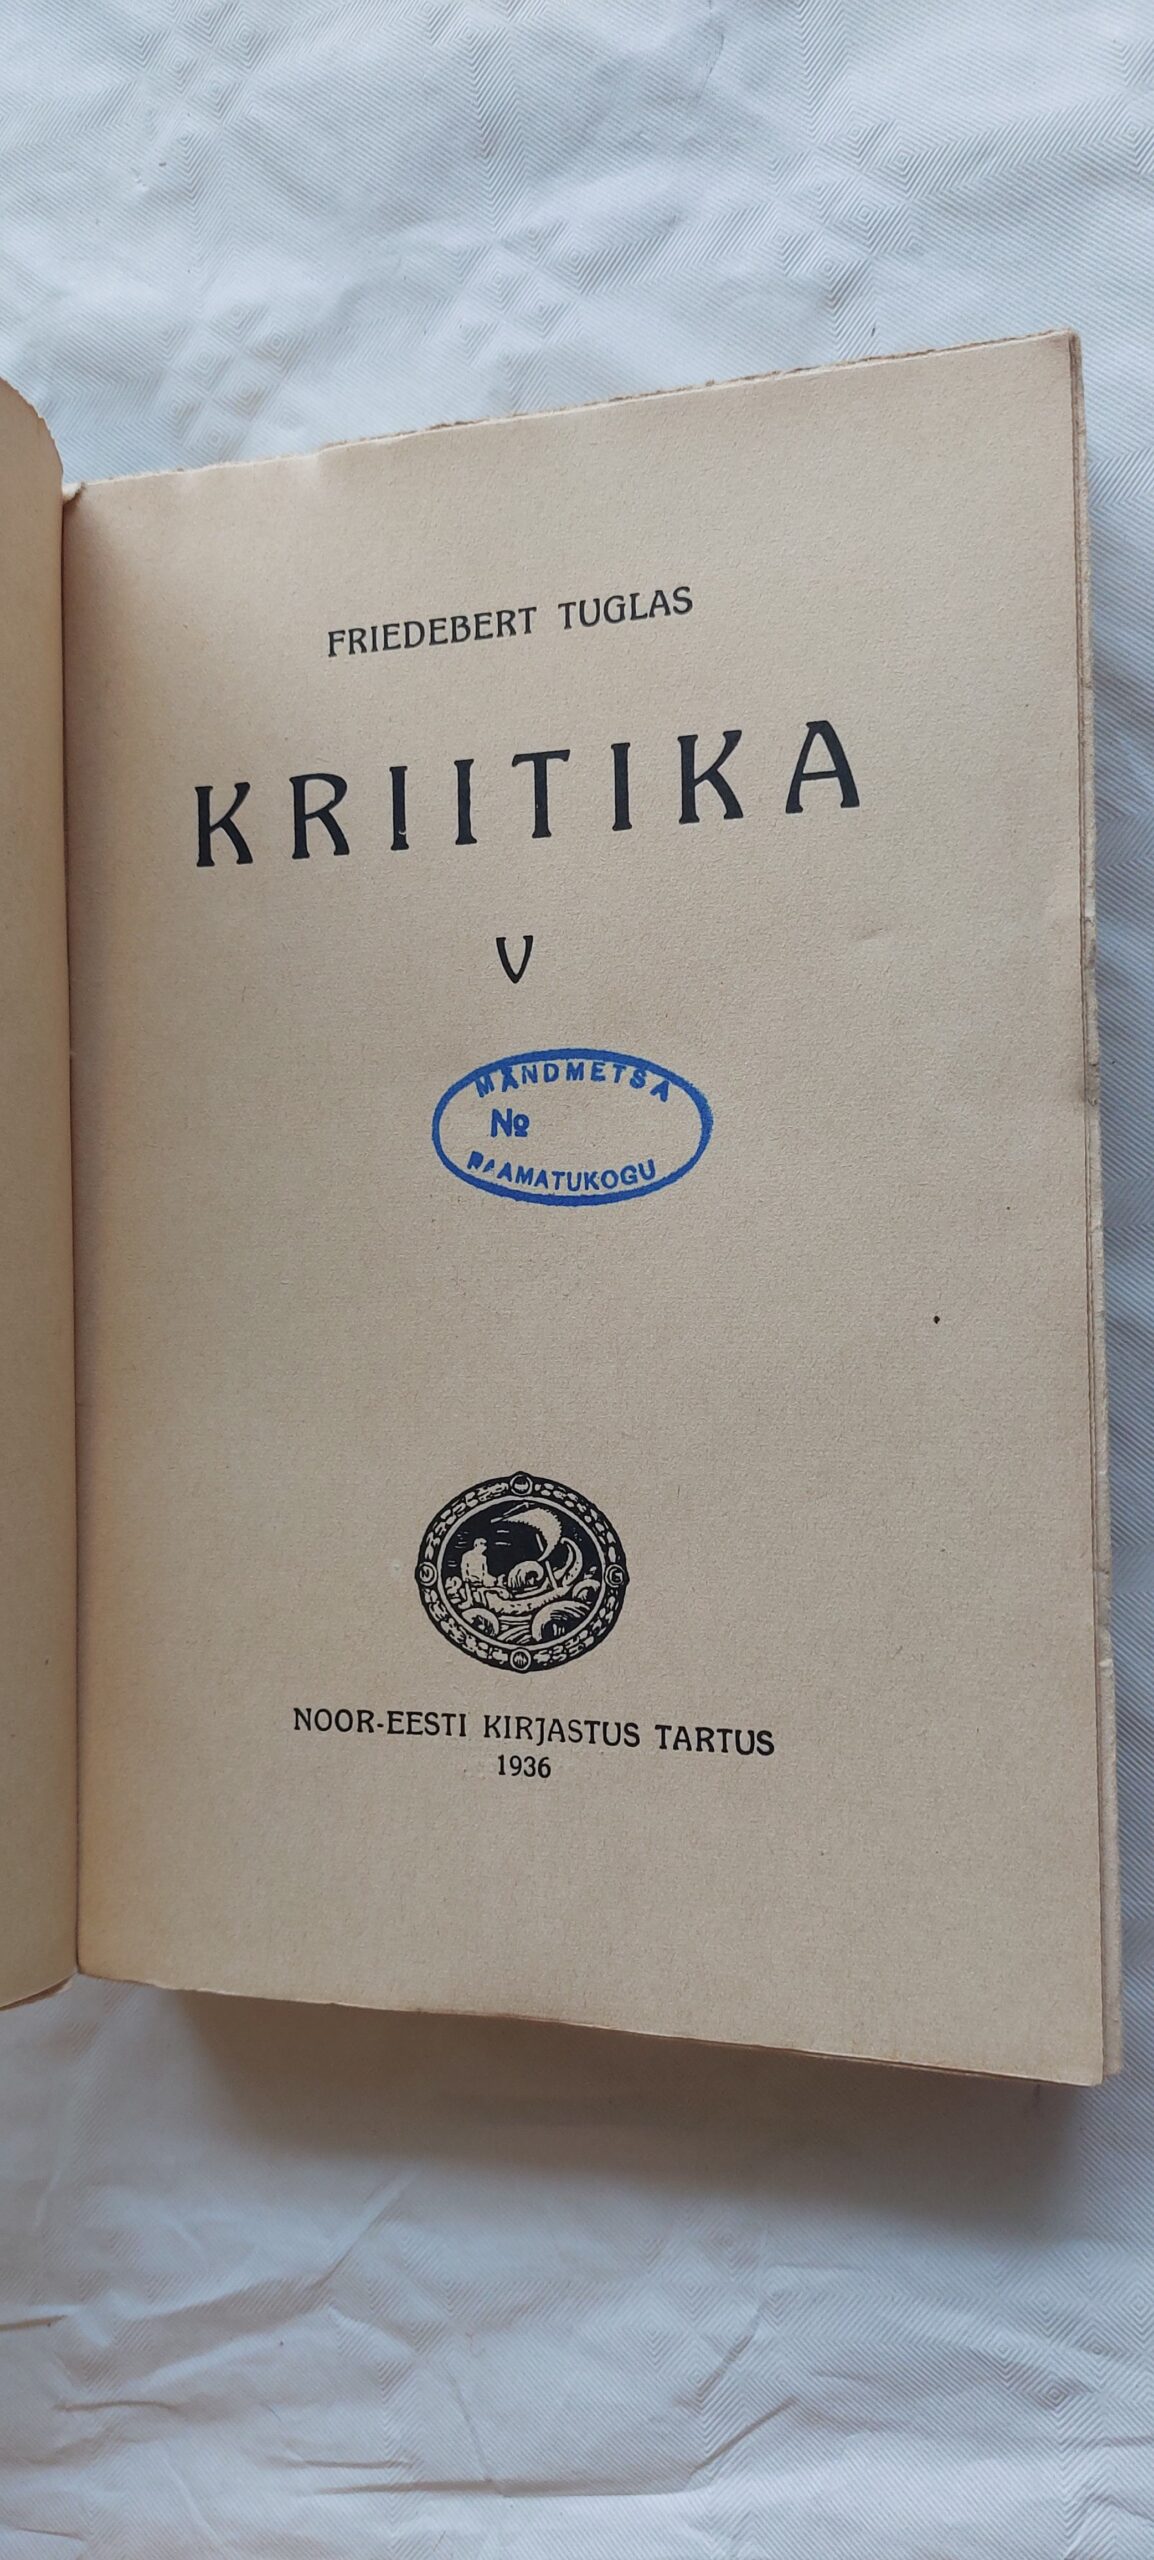 FRIEDEBERT TUGLAS
KRIITIKA
V
MÄNDMETSA
№
RAAMATUKOGU
NOOR-EESTI KIRJASTUS TARTUS
1936